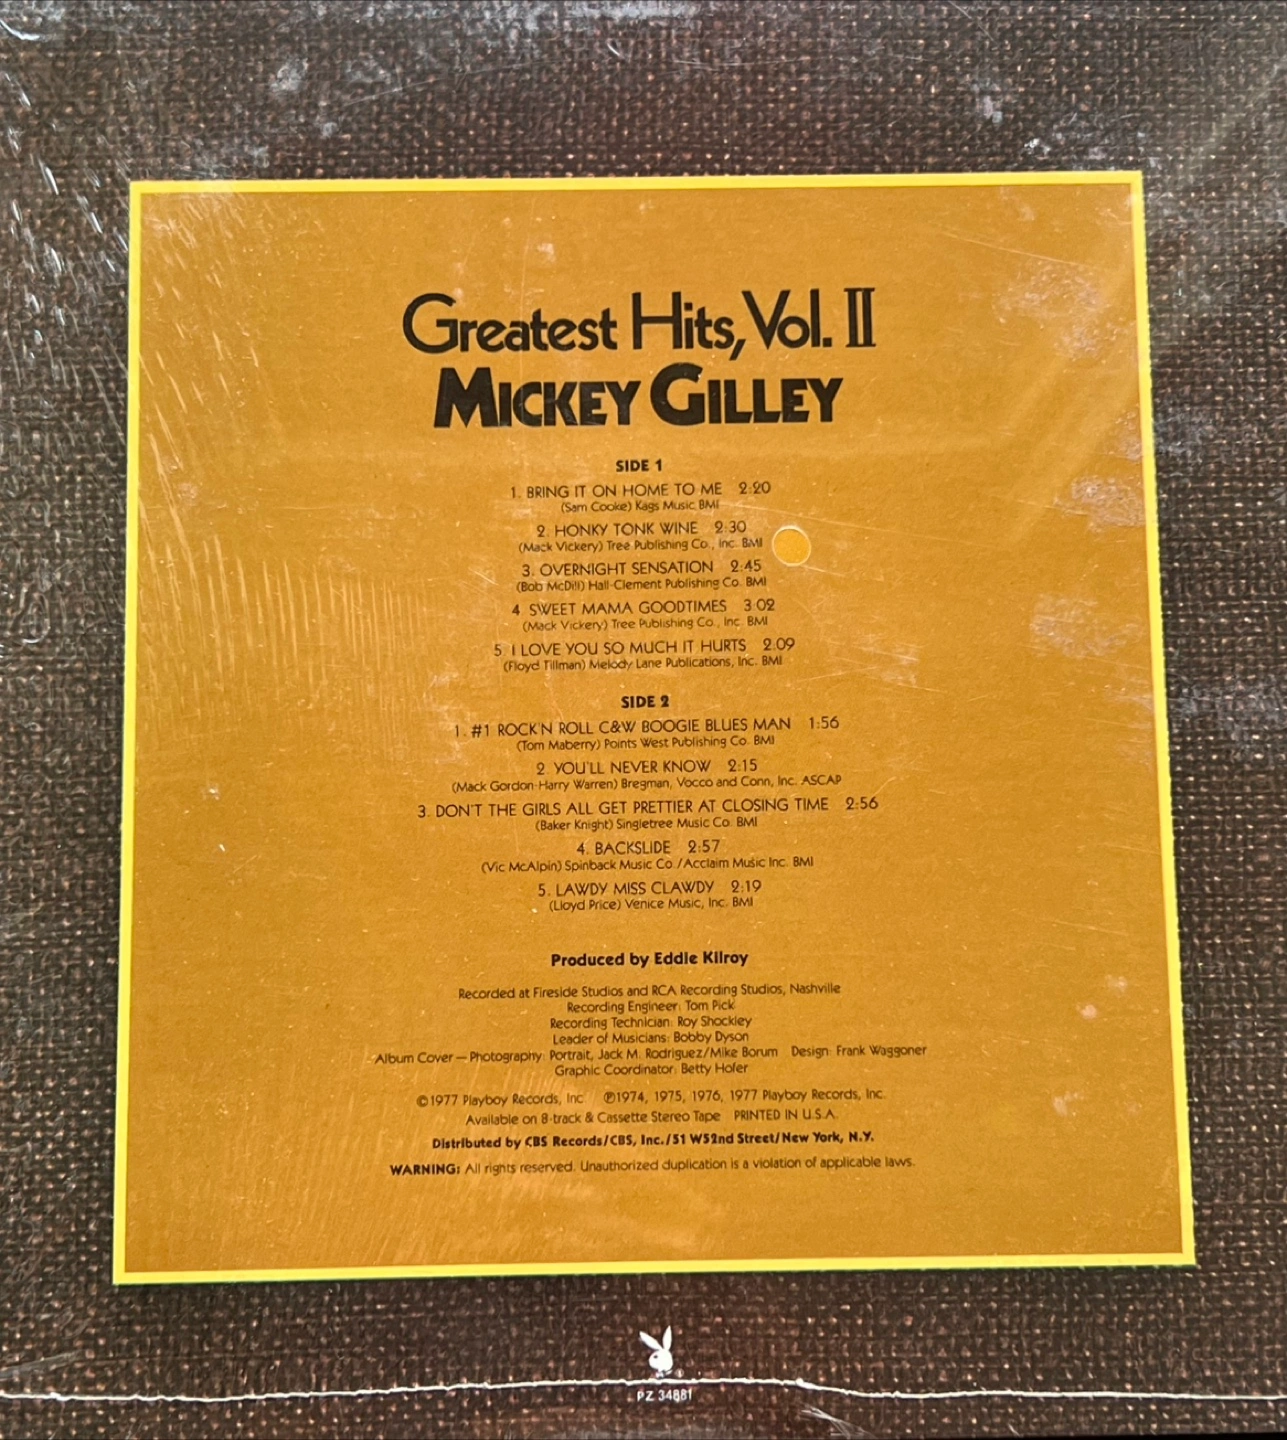 Greatest Hits, Vol. II
MICKEY GILLEY
SIDE 1
1. BRING IT ON HOME TO ME 2:20
(Sam Cooke) Kags Music BMI
2. HONKY TONK WINE 2:30
(Mack Vickery) Tree Publishing Co., Inc. BMI
3. OVERNIGHT SENSATION 2:45
(Bob McDill) Hall-Clement Publishing Co. BMI
4. SWEET MAMA GOODTIMES 3:02
(Mack Vickery) Tree Publishing Co., Inc. BMI
5. I LOVE YOU SO MUCH IT HURTS 2:09
(Floyd Tillman) Melody Lane Publications, Inc. BMI
SIDE 2
1. #1 ROCK'N ROLL C&W BOOGIE BLUES MAN 1:56
(Tom Maberry) Points West Publishing Co. BMI
2. YOU'LL NEVER KNOW 2:15
(Mack Gordon-Harry Warren) Bregman, Vocco and Conn, Inc. ASCAP
3. DON'T THE GIRLS ALL GET PRETTIER AT CLOSING TIME 2:56
(Baker Knight) Singletree Music Co. BMI
4. BACKSLIDE 2:57
(Vic McAlpin) Spinback Music Co./Acclaim Music Inc. BMI
5. LAWDY MISS CLAWDY 2:19
(Lloyd Price) Venice Music, Inc. BMI
Produced by Eddie Kilroy
Recorded at Fireside Studios and RCA Recording Studios, Nashville
Recording Engineer: Tom Pick
Recording Technician: Roy Shockley
Leader of Musicians: Bobby Dyson
Album Cover — Photography: Portrait, Jack M. Rodriguez/Mike Borum Design: Frank Waggoner
Graphic Coordinator: Betty Hofer
©1977 Playboy Records, Inc. ℗1974, 1975, 1976, 1977 Playboy Records, Inc.
Available on 8-track & Cassette Stereo Tape PRINTED IN U.S.A.
Distributed by CBS Records/CBS, Inc./51 W52nd Street/New York, N.Y.
WARNING: All rights reserved. Unauthorized duplication is a violation of applicable laws.
PZ 34881